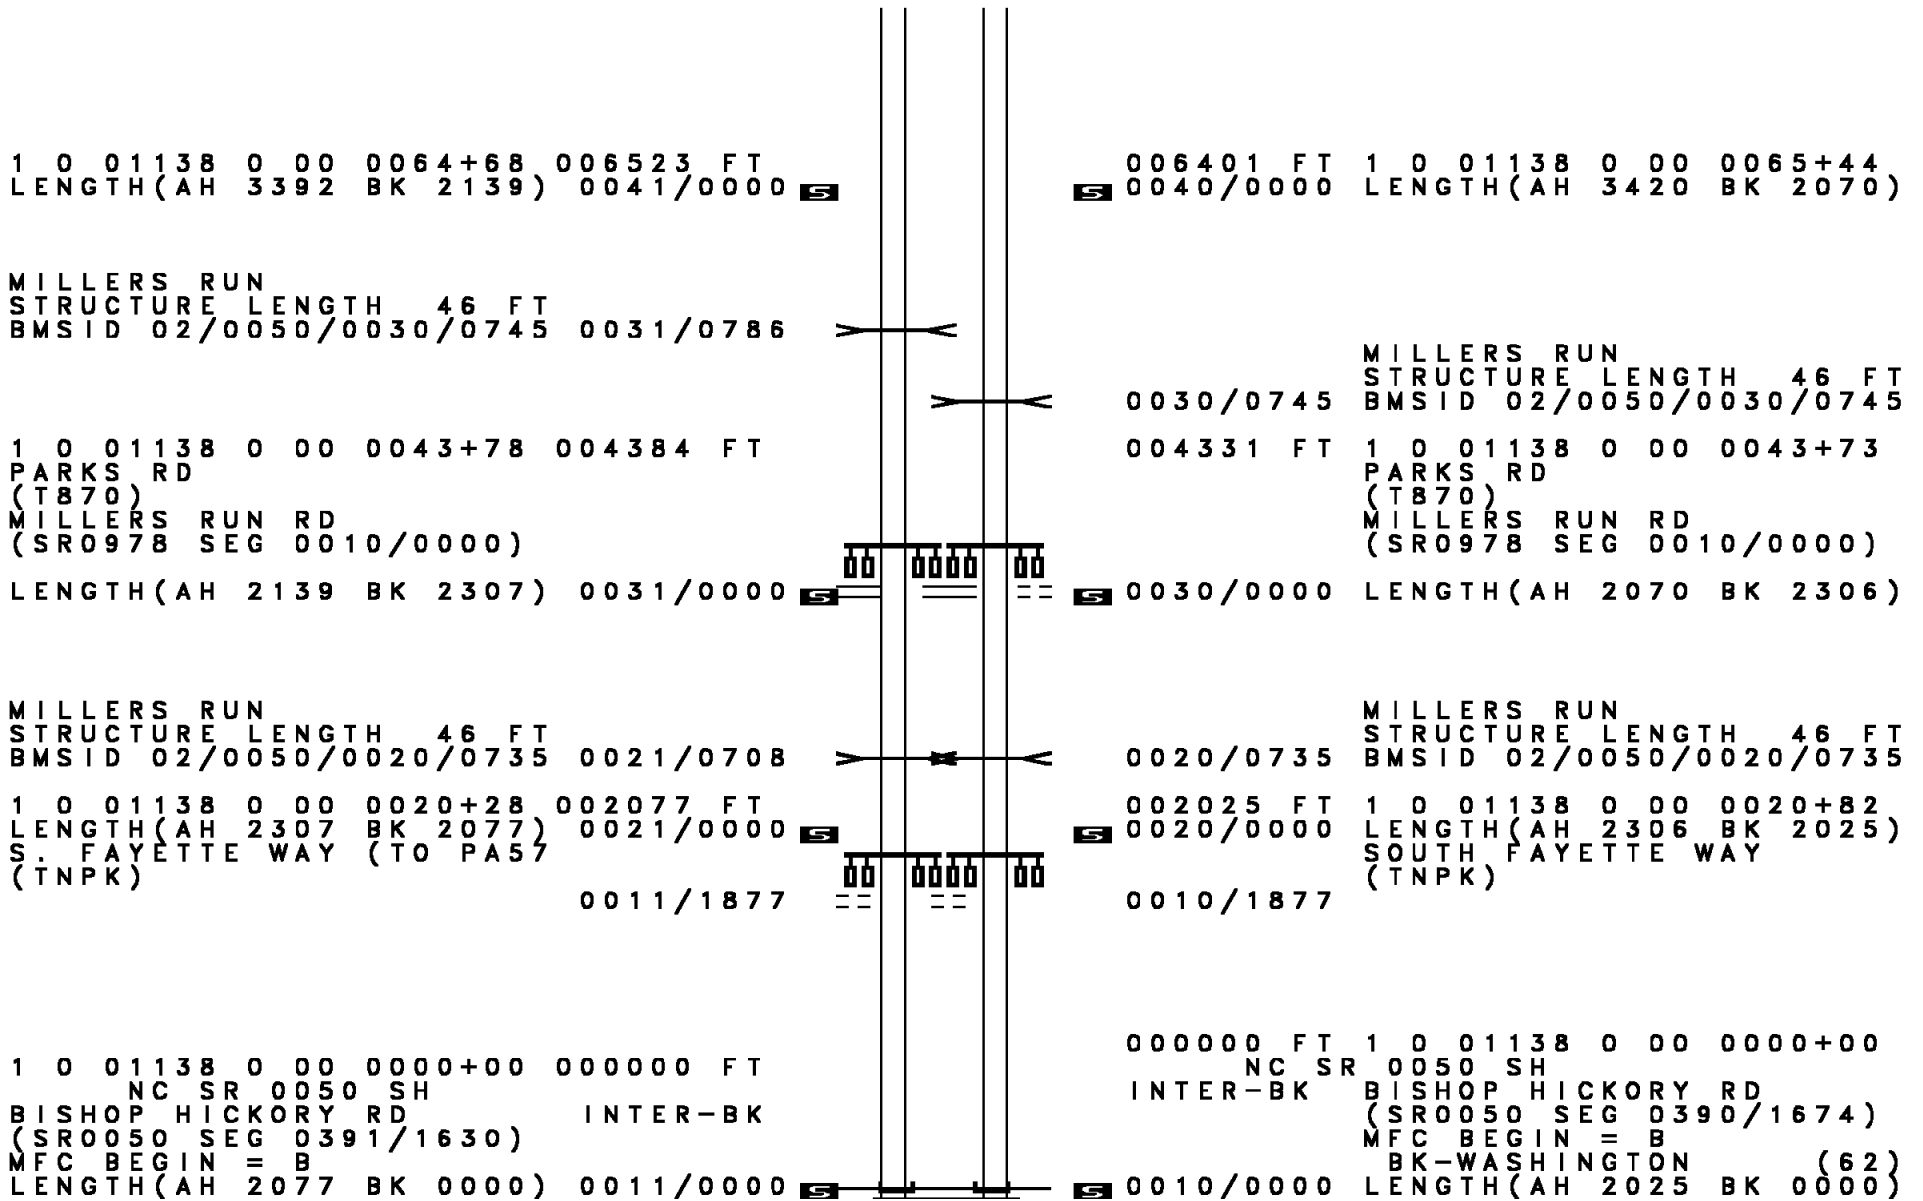 1 0 01138 0 00 0064+68 006523 FT
LENGTH(AH 3392 BK 2139) 0041/0000 S
006401 FT 1 0 01138 0 00 0065+44
S 0040/0000 LENGTH(AH 3420 BK 2070)
MILLERS RUN
STRUCTURE LENGTH 46 FT
BMSID 02/0050/0030/0745 0031/0786
MILLERS RUN
STRUCTURE LENGTH 46 FT
0030/0745 BMSID 02/0050/0030/0745
1 0 01138 0 00 0043+78 004384 FT
PARKS RD
(T870)
MILLERS RUN RD
(SR0978 SEG 0010/0000)
LENGTH(AH 2139 BK 2307) 0031/0000 S
004331 FT 1 0 01138 0 00 0043+73
PARKS RD
(T870)
MILLERS RUN RD
(SR0978 SEG 0010/0000)
S 0030/0000 LENGTH(AH 2070 BK 2306)
MILLERS RUN
STRUCTURE LENGTH 46 FT
BMSID 02/0050/0020/0735 0021/0708
MILLERS RUN
STRUCTURE LENGTH 46 FT
0020/0735 BMSID 02/0050/0020/0735
1 0 01138 0 00 0020+28 002077 FT
LENGTH(AH 2307 BK 2077) 0021/0000 S
S. FAYETTE WAY (TO PA57
(TNPK)
0011/1877
002025 FT 1 0 01138 0 00 0020+82
S 0020/0000 LENGTH(AH 2306 BK 2025)
SOUTH FAYETTE WAY
(TNPK)
0010/1877
1 0 01138 0 00 0000+00 000000 FT
NC SR 0050 SH
BISHOP HICKORY RD INTER-BK
(SR0050 SEG 0391/1630)
MFC BEGIN = B
LENGTH(AH 2077 BK 0000) 0011/0000 S
000000 FT 1 0 01138 0 00 0000+00
NC SR 0050 SH
INTER-BK BISHOP HICKORY RD
(SR0050 SEG 0390/1674)
MFC BEGIN = B
BK-WASHINGTON (62)
S 0010/0000 LENGTH(AH 2025 BK 0000)